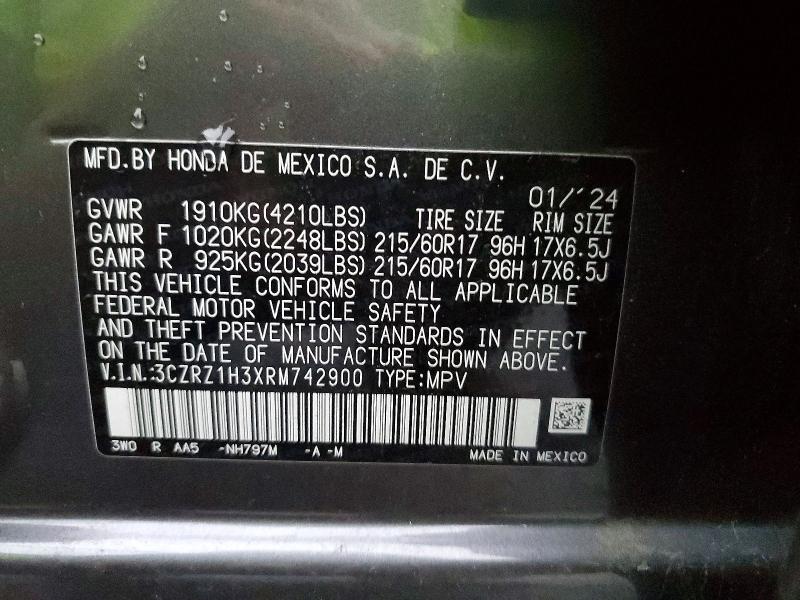 MFD.BY HONDA DE MEXICO S.A. DE C.V.
01/'24
GVWR 1910KG(4210LBS) TIRE SIZE RIM SIZE
GAWR F 1020KG(2248LBS) 215/60R17 96H 17X6.5J
GAWR R 925KG(2039LBS) 215/60R17 96H 17X6.5J
THIS VEHICLE CONFORMS TO ALL APPLICABLE
FEDERAL MOTOR VEHICLE SAFETY
AND THEFT PREVENTION STANDARDS IN EFFECT
ON THE DATE OF MANUFACTURE SHOWN ABOVE.
V.I.N.:3CZRZ1H3XRM742900 TYPE:MPV
3W0 R AA5 -NH797M -A -M
MADE IN MEXICO